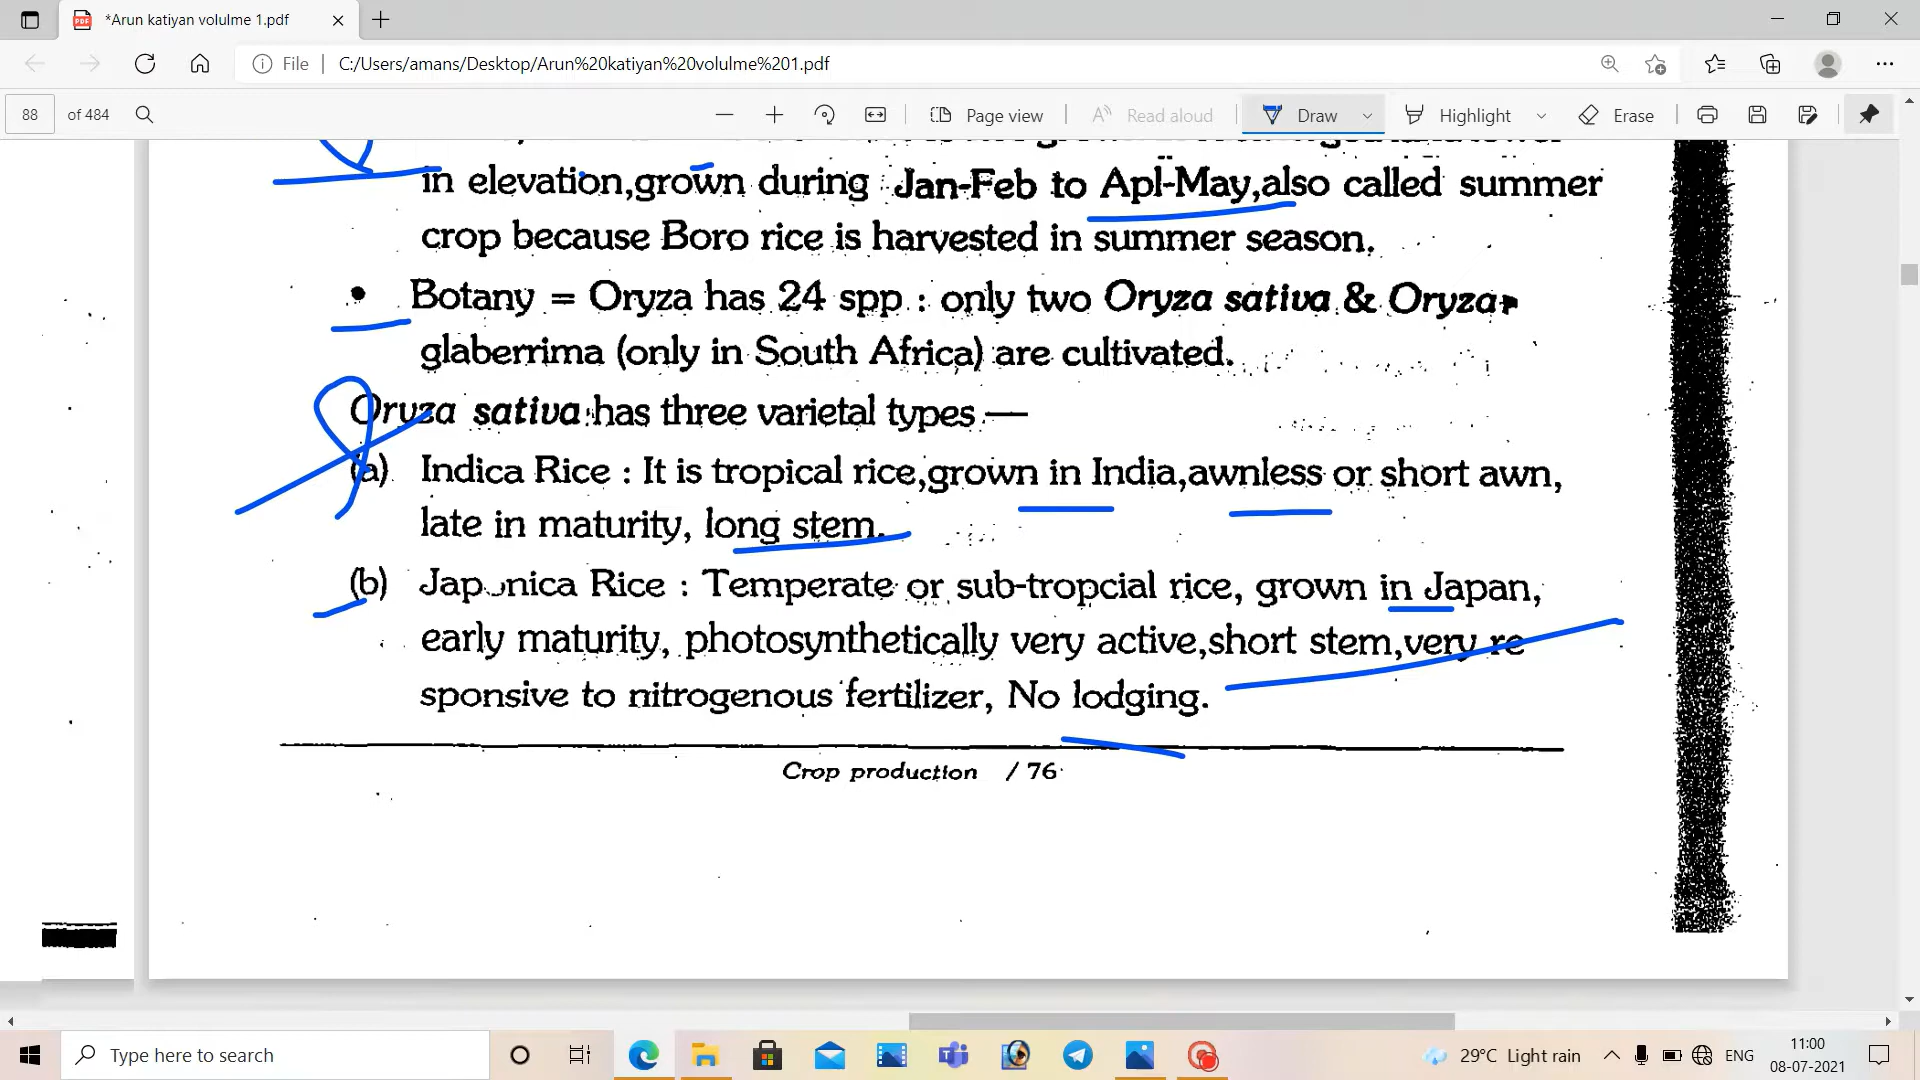 *Arun katiyan volulme 1.pdf
File
C:/Users/amans/Desktop/Arun%20katiyan%20volulme%201.pdf
88 of 484
Page view
Read aloud
Draw
Highlight
Erase
in elevation,grown during Jan-Feb to Apl-May,also called summer
crop because Boro rice is harvested in summer season.
• Botany = Oryza has 24 spp : only two Oryza sativa & Oryza
glaberrima (only in South Africa) are cultivated.
Oryza sativa has three varietal types —
(a) Indica Rice : It is tropical rice,grown in India,awnless or short awn,
late in maturity, long stem.
(b) Japonica Rice : Temperate or sub-tropcial rice, grown in Japan,
early maturity, photosynthetically very active,short stem,very re
sponsive to nitrogenous fertilizer, No lodging.
Crop production / 76
Type here to search
29°C Light rain
ENG
11:00
08-07-2021